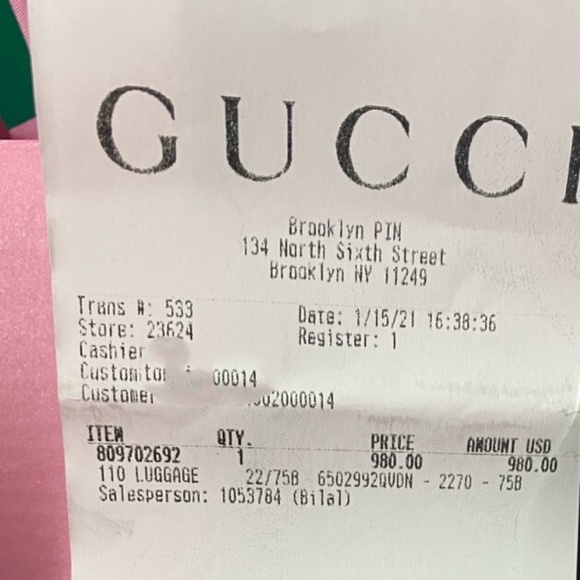 GUCCI
Brooklyn PIN
134 North Sixth Street
Brooklyn NY 11249
Trans #: 533 Date: 1/15/21 16:38:36
Store: 23624 Register: 1
Cashier
00014
Customer 2000014
ITEM QTY. PRICE AMOUNT USD
809702692 1 980.00 980.00
110 LUGGAGE 22/75B 6502992QVDN - 2270 - 75B
Salesperson: 1053784 (Bilal)